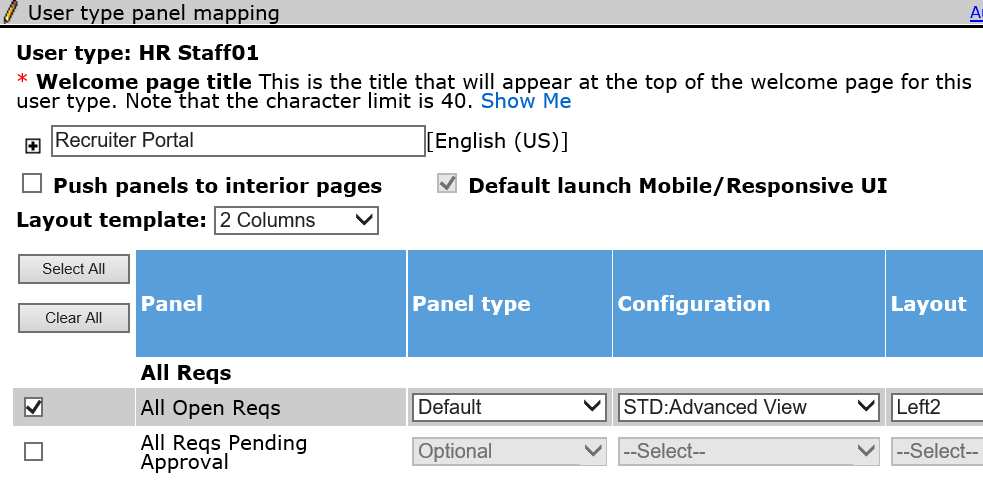 User type panel mapping
User type: HR Staff01
* Welcome page title This is the title that will appear at the top of the welcome page for this
user type. Note that the character limit is 40. Show Me
Recruiter Portal [English (US)]
Push panels to interior pages Default launch Mobile/Responsive UI
Layout template: 2 Columns
Select All
Clear All
Panel Panel type Configuration Layout
All Reqs
All Open Reqs Default STD:Advanced View Left2
All Reqs Pending
Approval Optional --Select-- --Select--